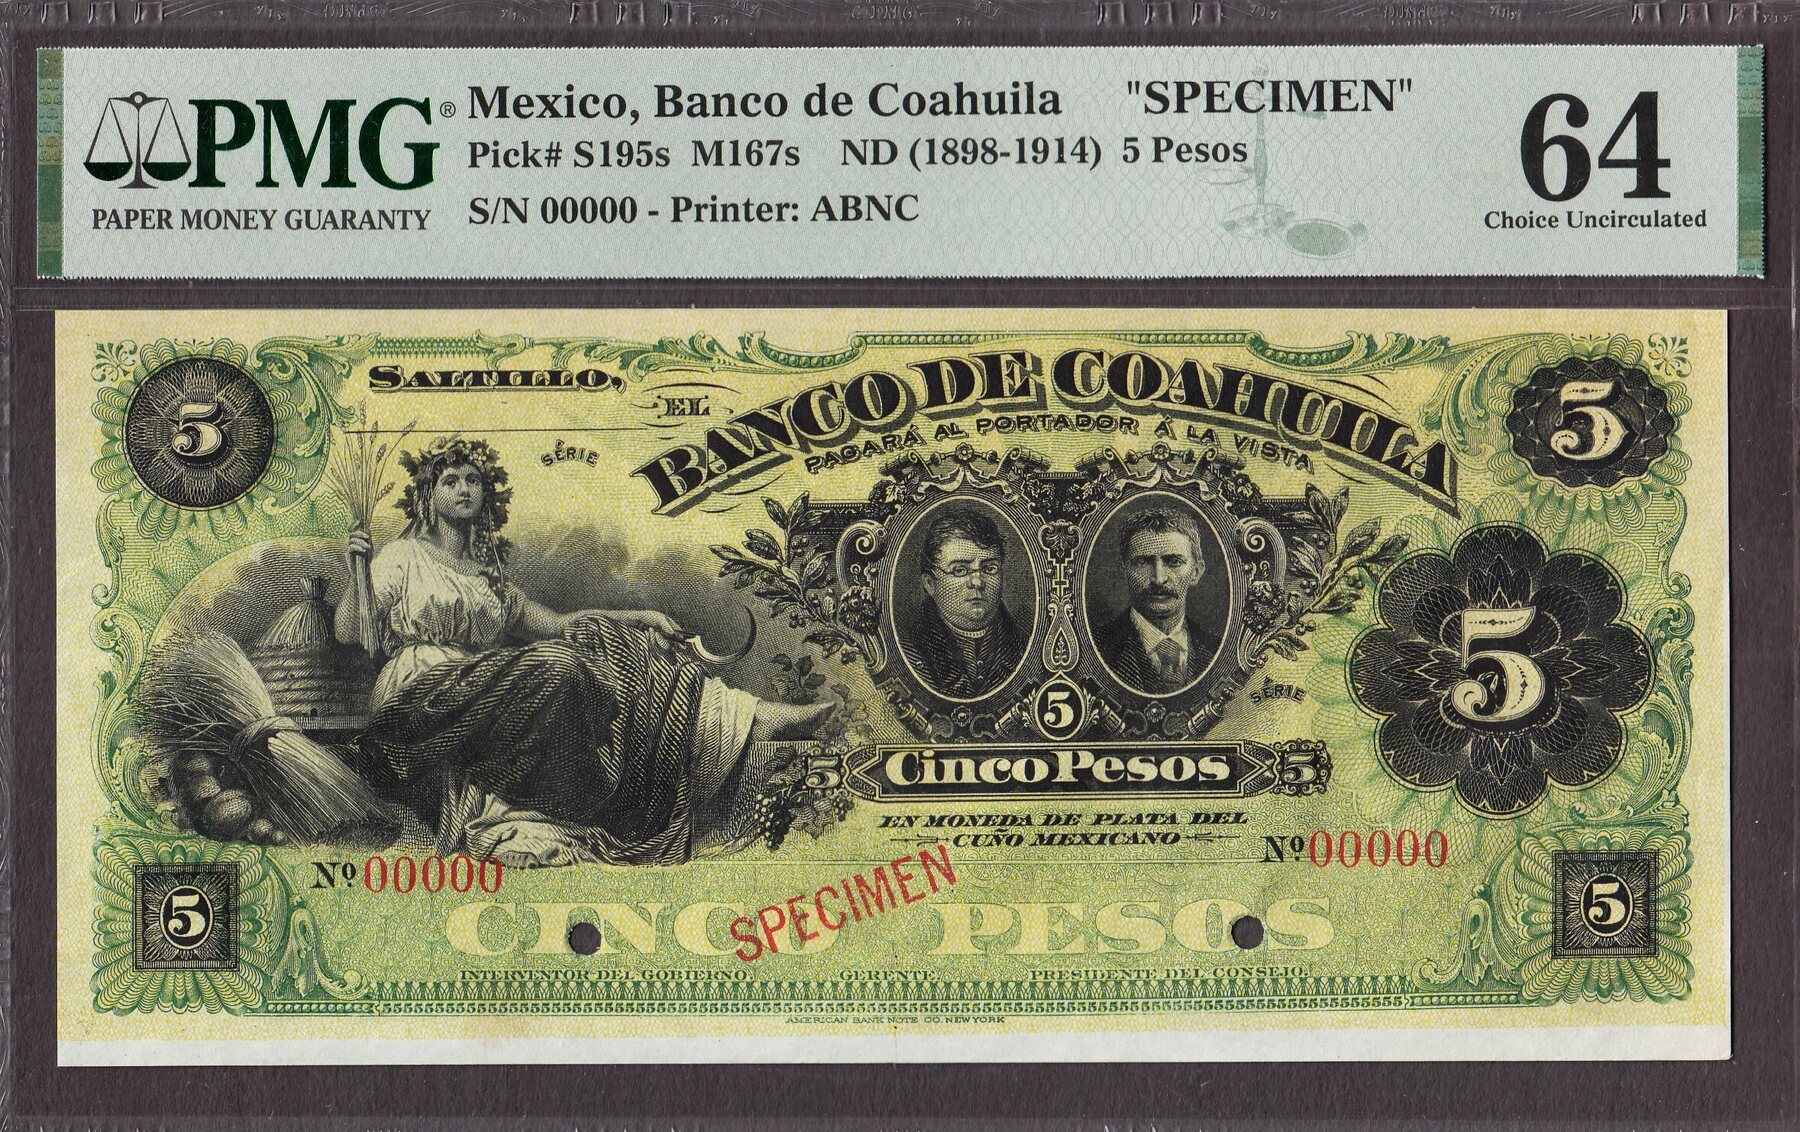 PMG® Mexico, Banco de Coahuila "SPECIMEN" 64
Pick# S195s M167s ND (1898-1914) 5 Pesos
PAPER MONEY GUARANTY S/N 00000 - Printer: ABNC Choice Uncirculated
5 SALTILLO, EL BANCO DE COAHUILA 5
PAGARÁ AL PORTADOR Á LA VISTA
SÉRIE
5
SÉRIE
5
5 CINCO PESOS 5
EN MONEDA DE PLATA DEL
CUÑO MEXICANO
Nº 00000 Nº 00000
SPECIMEN
5 CINCO PESOS 5
INTERVENTOR DEL GOBIERNO. GERENTE. PRESIDENTE DEL CONSEJO.
AMERICAN BANK NOTE CO. NEW YORK